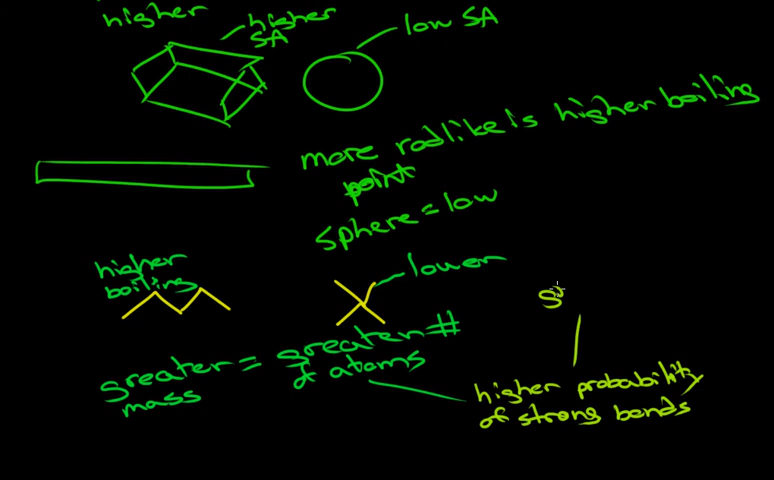 higher
higher
SA
low SA
more rodlike is higher boiling
point
sphere = low
higher
boiling
lower
greater = greater #
mass of atoms
higher probability
of strong bonds
S